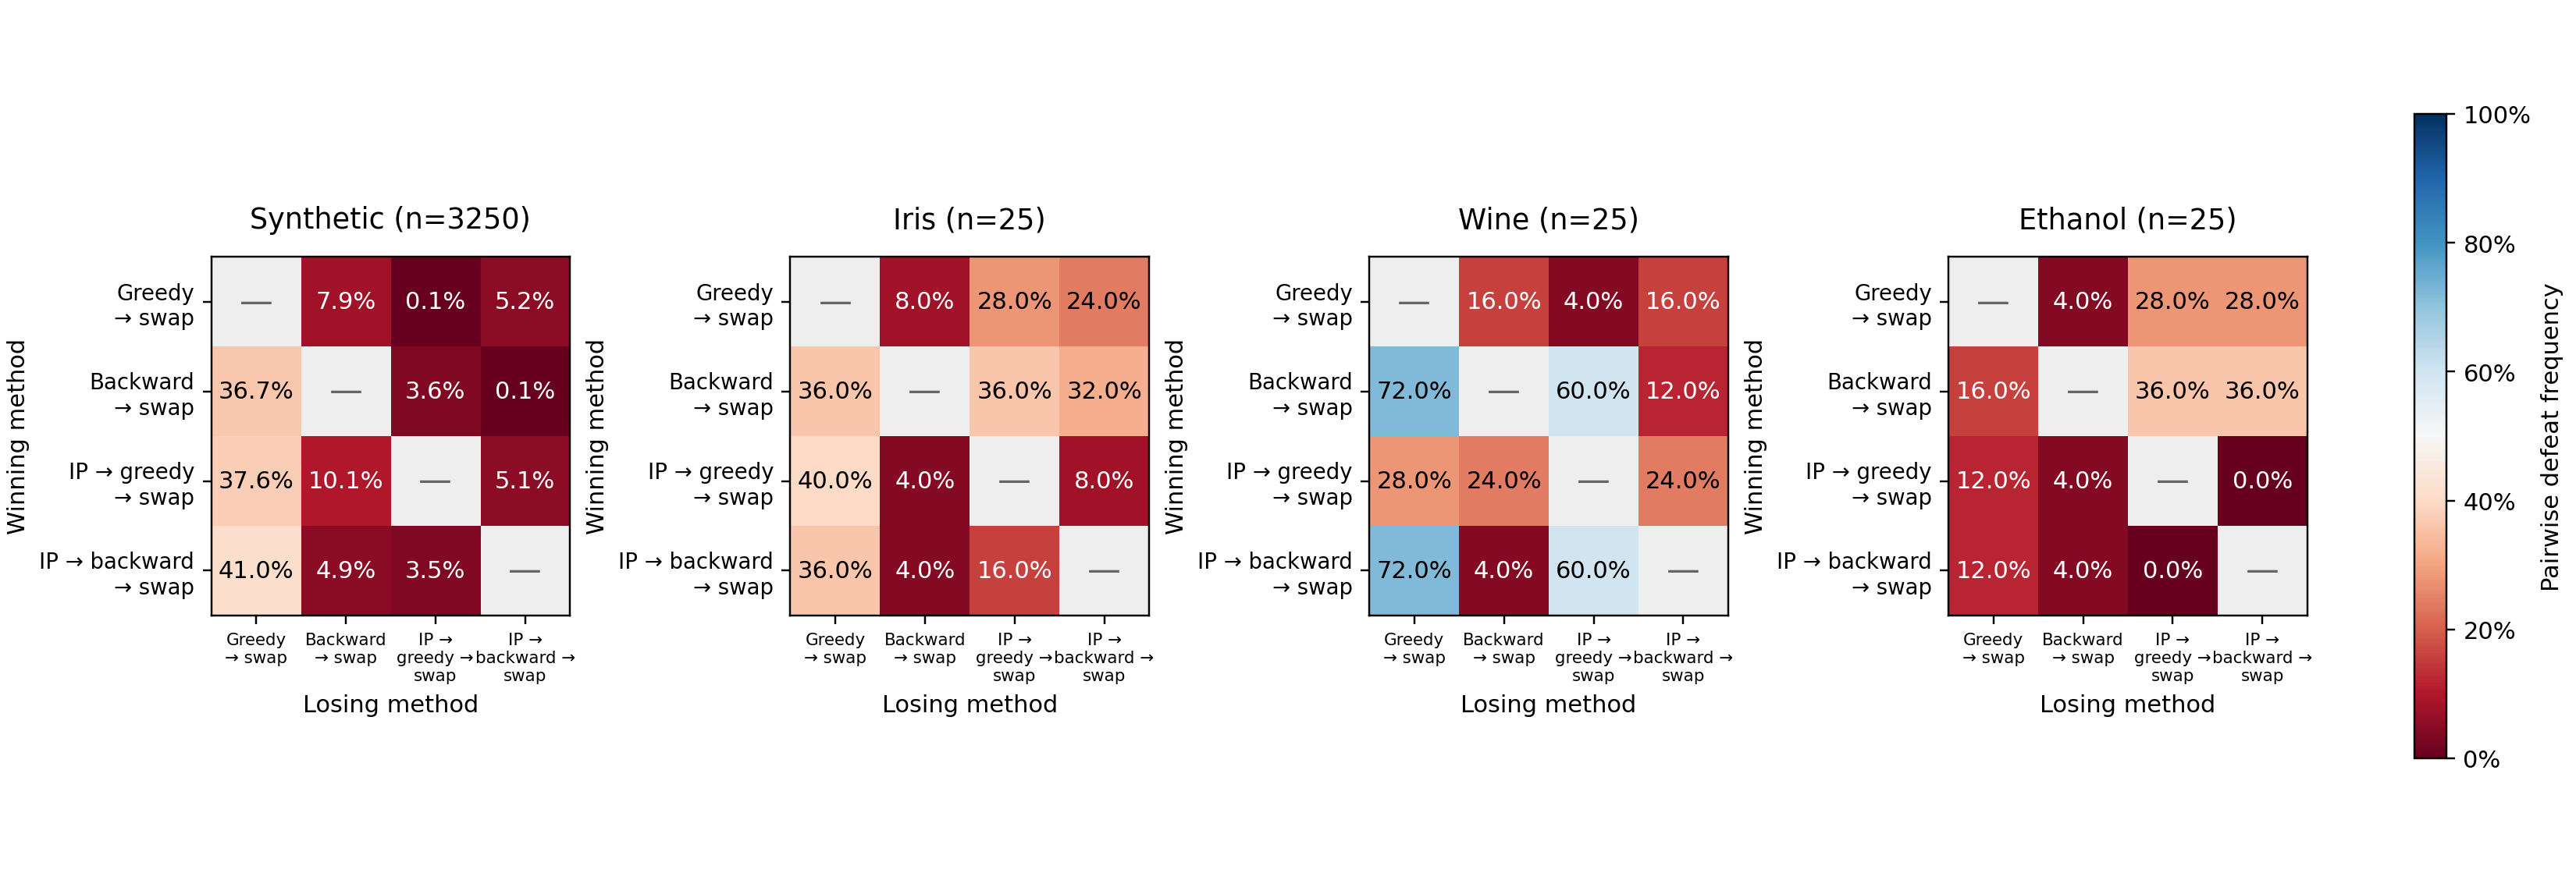 Synthetic (n=3250)
Winning method
Greedy
→ swap
— 7.9% 0.1% 5.2%
Backward
→ swap
36.7% — 3.6% 0.1%
IP → greedy
→ swap
37.6% 10.1% — 5.1%
IP → backward
→ swap
41.0% 4.9% 3.5% —
Greedy
→ swap
Backward
→ swap
IP →
greedy →
swap
IP →
backward →
swap
Losing method
Iris (n=25)
Winning method
Greedy
→ swap
— 8.0% 28.0% 24.0%
Backward
→ swap
36.0% — 36.0% 32.0%
IP → greedy
→ swap
40.0% 4.0% — 8.0%
IP → backward
→ swap
36.0% 4.0% 16.0% —
Greedy
→ swap
Backward
→ swap
IP →
greedy →
swap
IP →
backward →
swap
Losing method
Wine (n=25)
Winning method
Greedy
→ swap
— 16.0% 4.0% 16.0%
Backward
→ swap
72.0% — 60.0% 12.0%
IP → greedy
→ swap
28.0% 24.0% — 24.0%
IP → backward
→ swap
72.0% 4.0% 60.0% —
Greedy
→ swap
Backward
→ swap
IP →
greedy →
swap
IP →
backward →
swap
Losing method
Ethanol (n=25)
Winning method
Greedy
→ swap
— 4.0% 28.0% 28.0%
Backward
→ swap
16.0% — 36.0% 36.0%
IP → greedy
→ swap
12.0% 4.0% — 0.0%
IP → backward
→ swap
12.0% 4.0% 0.0% —
Greedy
→ swap
Backward
→ swap
IP →
greedy →
swap
IP →
backward →
swap
Losing method
100%
80%
60%
40%
20%
0%
Pairwise defeat frequency